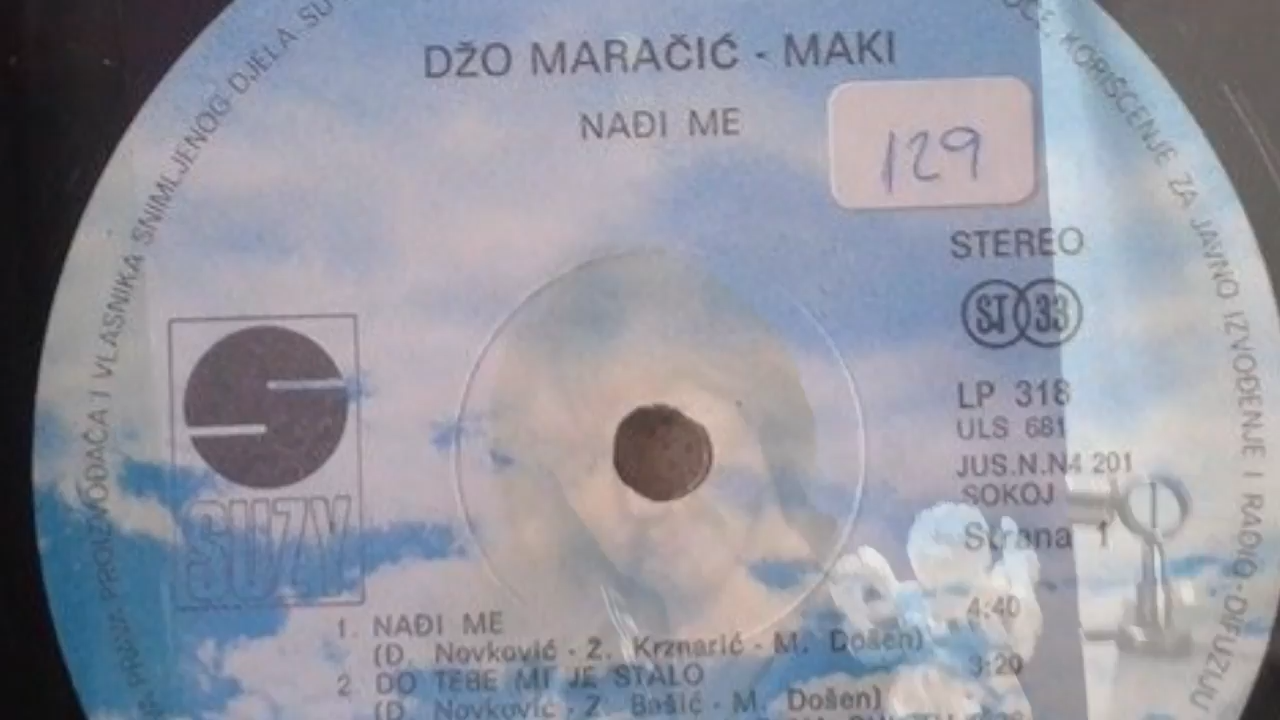 DŽO MARAČIĆ - MAKI
NAĐI ME
129
STEREO
ST 33
LP 318
ULS 681
JUS.N.N4 201
SOKOJ
Strana 1
SUZY
1. NAĐI ME 4:40
(Đ. Novković - Ž. Krznarić - M. Došen)
2. DO TEBE MI JE STALO 3:20
(Đ. Novković - Z. Bašić - M. Došen)
PRAVA PROIZVOĐAČA I VLASNIKA SNIMLJENOG DJELA SU
KORIŠĆENJE ZA JAVNO IZVOĐENJE I RADIO-DIFUZIJU